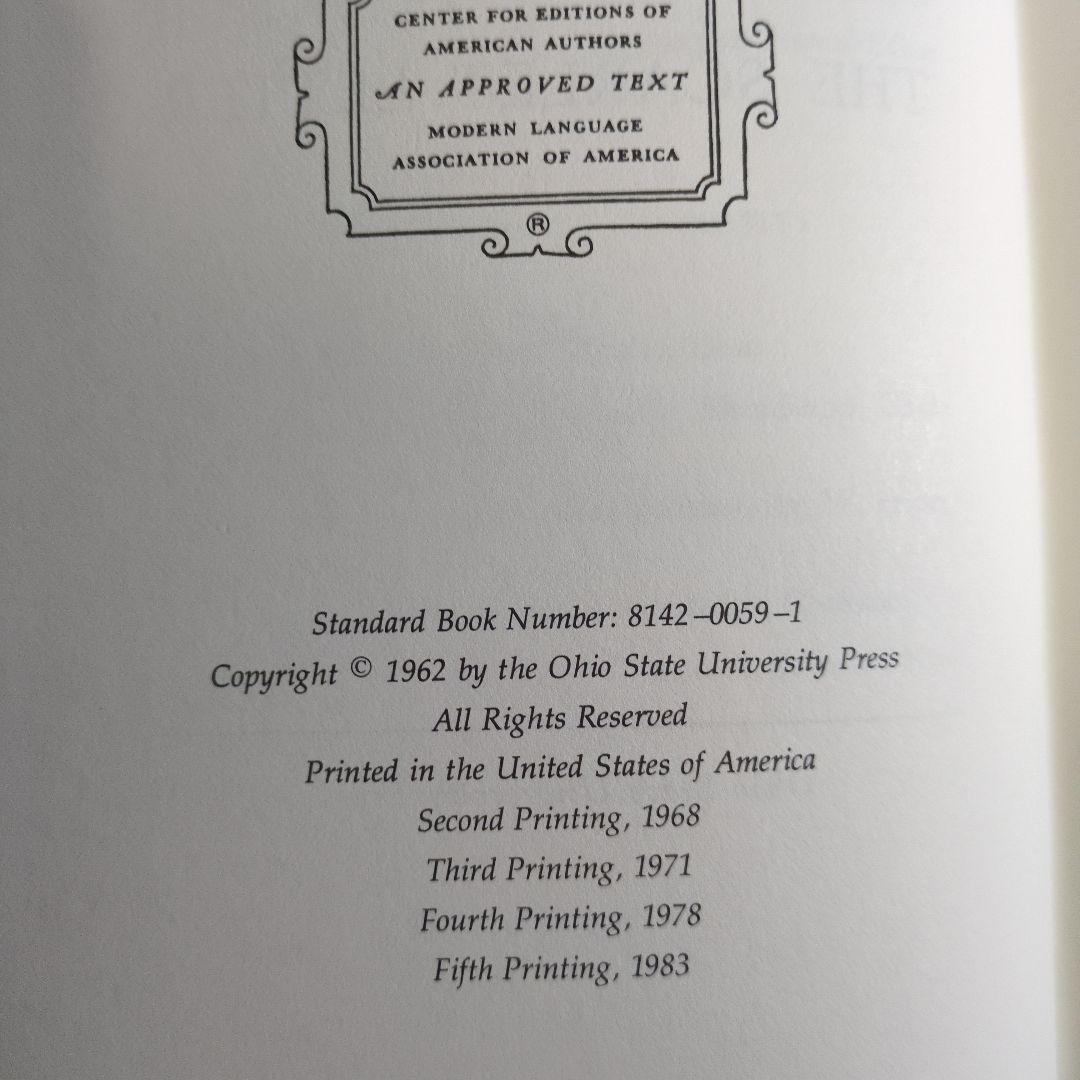 CENTER FOR EDITIONS OF
AMERICAN AUTHORS
AN APPROVED TEXT
MODERN LANGUAGE
ASSOCIATION OF AMERICA
®
Standard Book Number: 8142–0059–1
Copyright © 1962 by the Ohio State University Press
All Rights Reserved
Printed in the United States of America
Second Printing, 1968
Third Printing, 1971
Fourth Printing, 1978
Fifth Printing, 1983